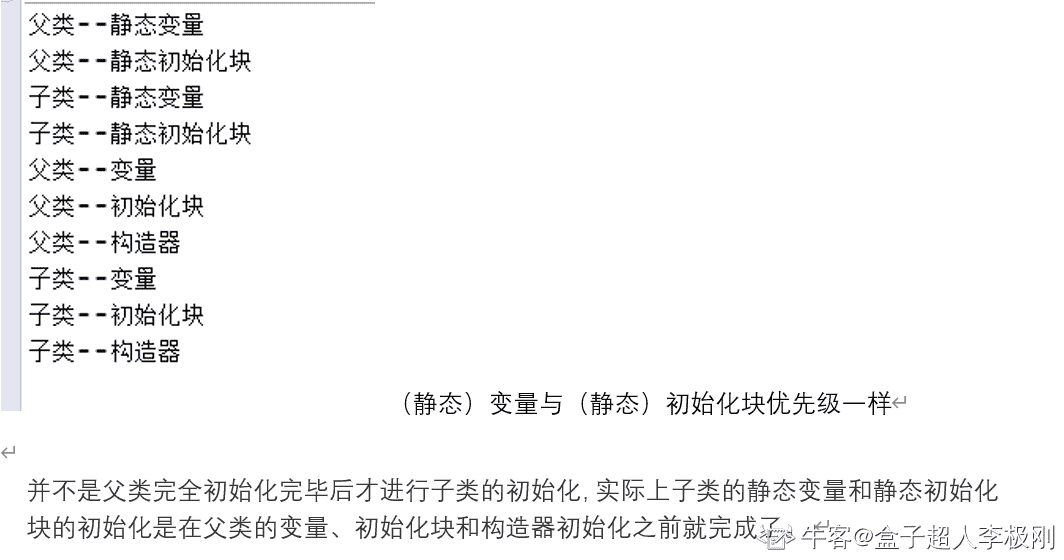 父类--静态变量
父类--静态初始化块
子类--静态变量
子类--静态初始化块
父类--变量
父类--初始化块
父类--构造器
子类--变量
子类--初始化块
子类--构造器
（静态）变量与（静态）初始化块优先级一样↵
↵
并不是父类完全初始化完毕后才进行子类的初始化,实际上子类的静态变量和静态初始化
块的初始化是在父类的变量、初始化块和构造器初始化之前就完成了
牛客@盒子超人李极刚